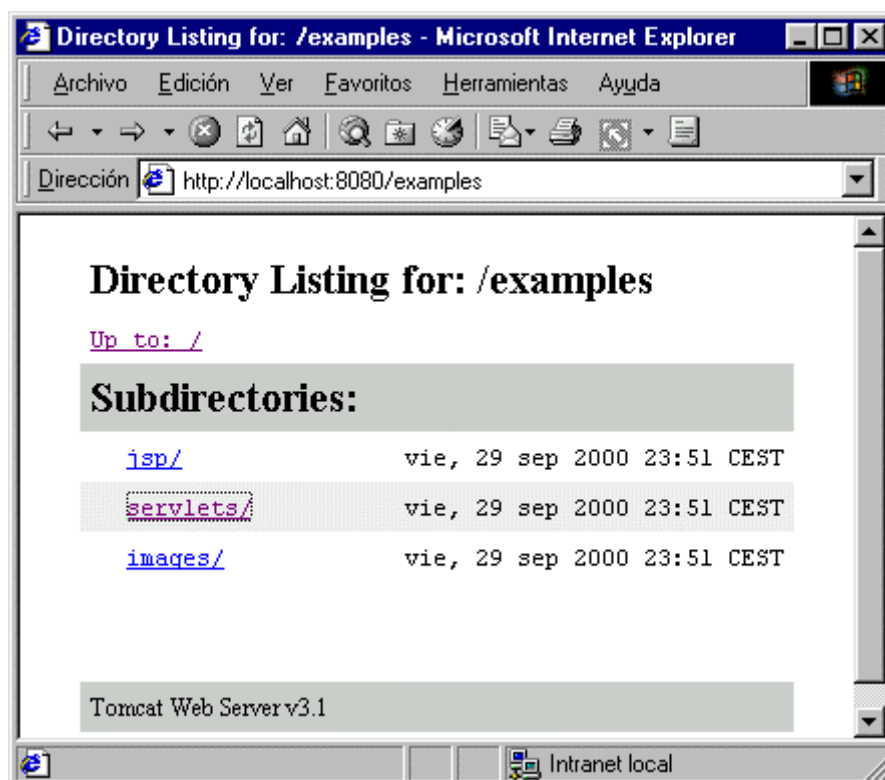 Directory Listing for: /examples - Microsoft Internet Explorer
Archivo Edición Ver Favoritos Herramientas Ayuda
Dirección http://localhost:8080/examples
Directory Listing for: /examples
Up to: /
Subdirectories:
jsp/ vie, 29 sep 2000 23:51 CEST
servlets/ vie, 29 sep 2000 23:51 CEST
images/ vie, 29 sep 2000 23:51 CEST
Tomcat Web Server v3.1
Intranet local